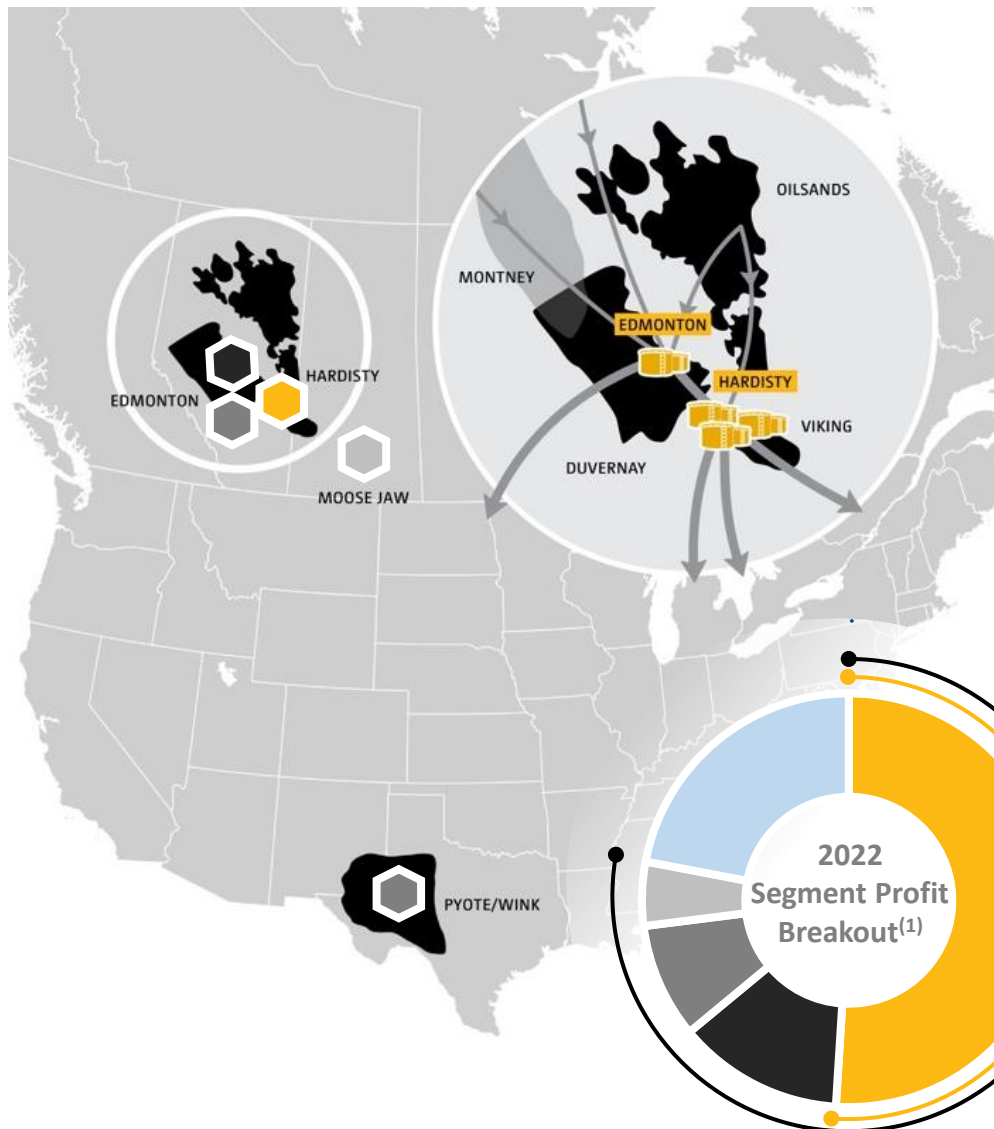 OILSANDS
MONTNEY
EDMONTON
HARDISTY
VIKING
DUVERNAY
HARDISTY
EDMONTON
MOOSE JAW
PYOTE/WINK
2022
Segment Profit
Breakout(1)